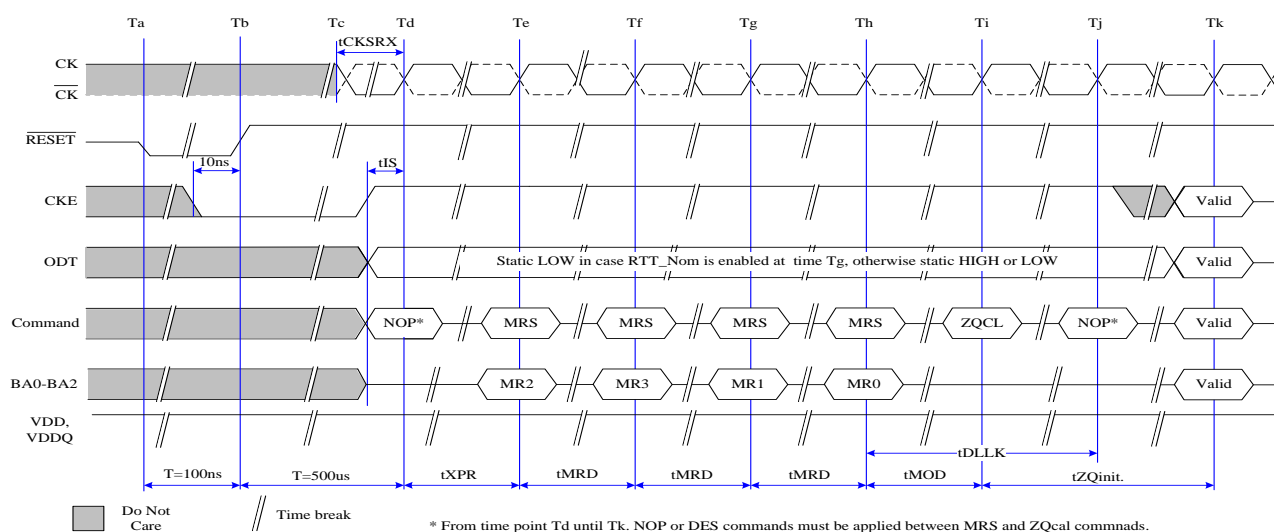 Ta Tb Tc Td Te Tf Tg Th Ti Tj Tk
tCKSRX
CK
CK
RESET
10ns tIS
CKE Valid
ODT Static LOW in case RTT_Nom is enabled at time Tg, otherwise static HIGH or LOW Valid
Command NOP* MRS MRS MRS MRS ZQCL NOP* Valid
BA0-BA2 MR2 MR3 MR1 MR0 Valid
VDD,
VDDQ
tDLLK
T=100ns T=500us tXPR tMRD tMRD tMRD tMOD tZQinit.
Do Not
Care
Time break
* From time point Td until Tk. NOP or DES commands must be applied between MRS and ZQcal commnads.